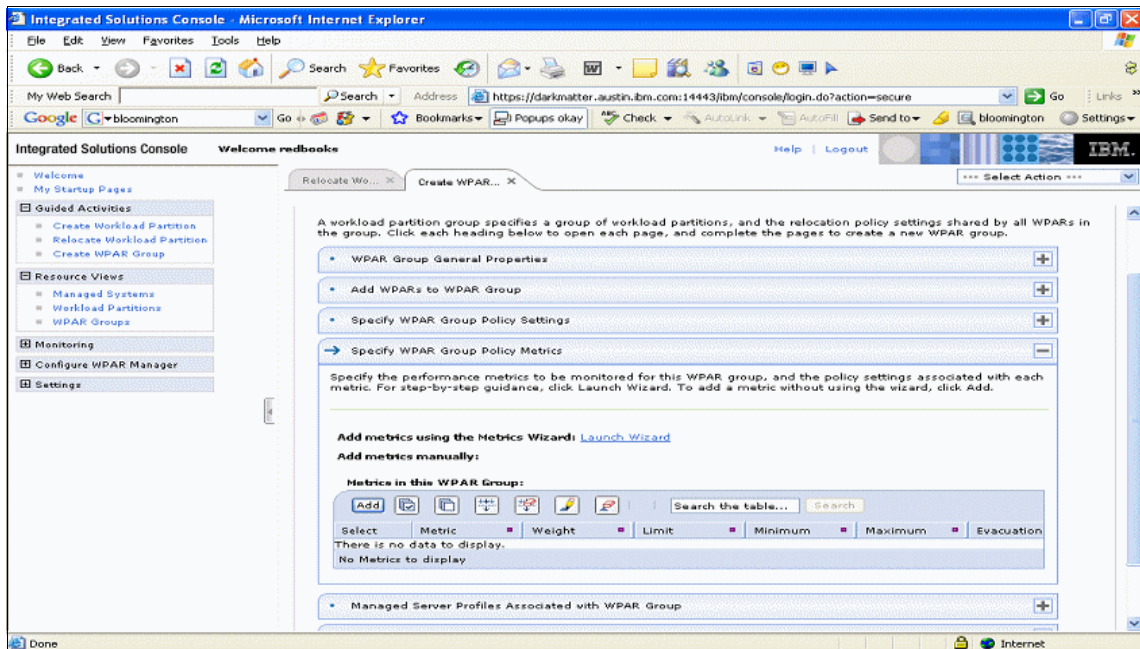 Integrated Solutions Console - Microsoft Internet Explorer
File Edit View Favorites Tools Help
Back Search Favorites
My Web Search Search Address https://darkmatter.austin.ibm.com:14443/ibm/console/login.do?action=secure Go Links »
Google G bloomington Go Bookmarks Popups okay Check AutoLink AutoFill Send to bloomington Settings
Integrated Solutions Console Welcome redbooks Help | Logout IBM.
Welcome
My Startup Pages
Guided Activities
Create Workload Partition
Relocate Workload Partition
Create WPAR Group
Resource Views
Managed Systems
Workload Partitions
WPAR Groups
Monitoring
Configure WPAR Manager
Settings
Relocate Wo... Create WPAR... --- Select Action ---
A workload partition group specifies a group of workload partitions, and the relocation policy settings shared by all WPARs in
the group. Click each heading below to open each page, and complete the pages to create a new WPAR group.
WPAR Group General Properties
Add WPARs to WPAR Group
Specify WPAR Group Policy Settings
Specify WPAR Group Policy Metrics
Specify the performance metrics to be monitored for this WPAR group, and the policy settings associated with each
metric. For step-by-step guidance, click Launch Wizard. To add a metric without using the wizard, click Add.
Add metrics using the Metrics Wizard: Launch Wizard
Add metrics manually:
Metrics in this WPAR Group:
Add Search the table... Search
Select Metric Weight Limit Minimum Maximum Evacuation
There is no data to display.
No Metrics to display
Managed Server Profiles Associated with WPAR Group
Done Internet